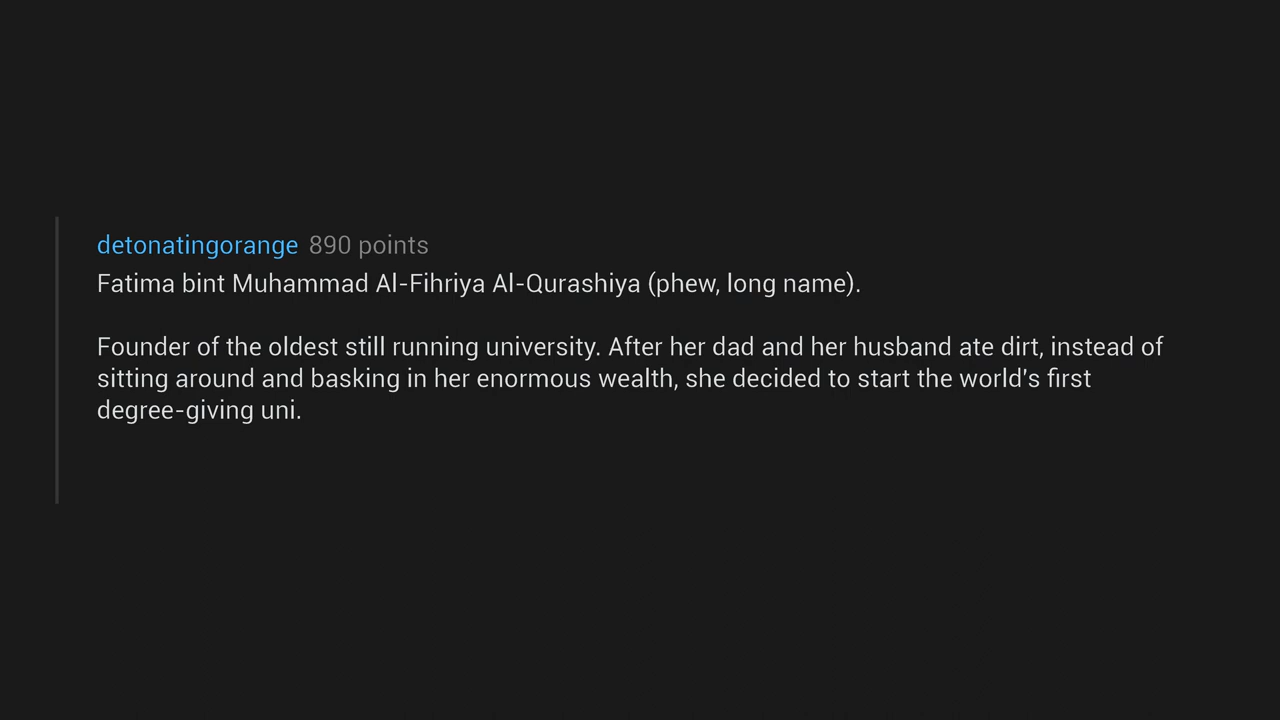 detonatingorange 890 points
Fatima bint Muhammad Al-Fihriya Al-Qurashiya (phew, long name).
Founder of the oldest still running university. After her dad and her husband ate dirt, instead of
sitting around and basking in her enormous wealth, she decided to start the world's first
degree-giving uni.